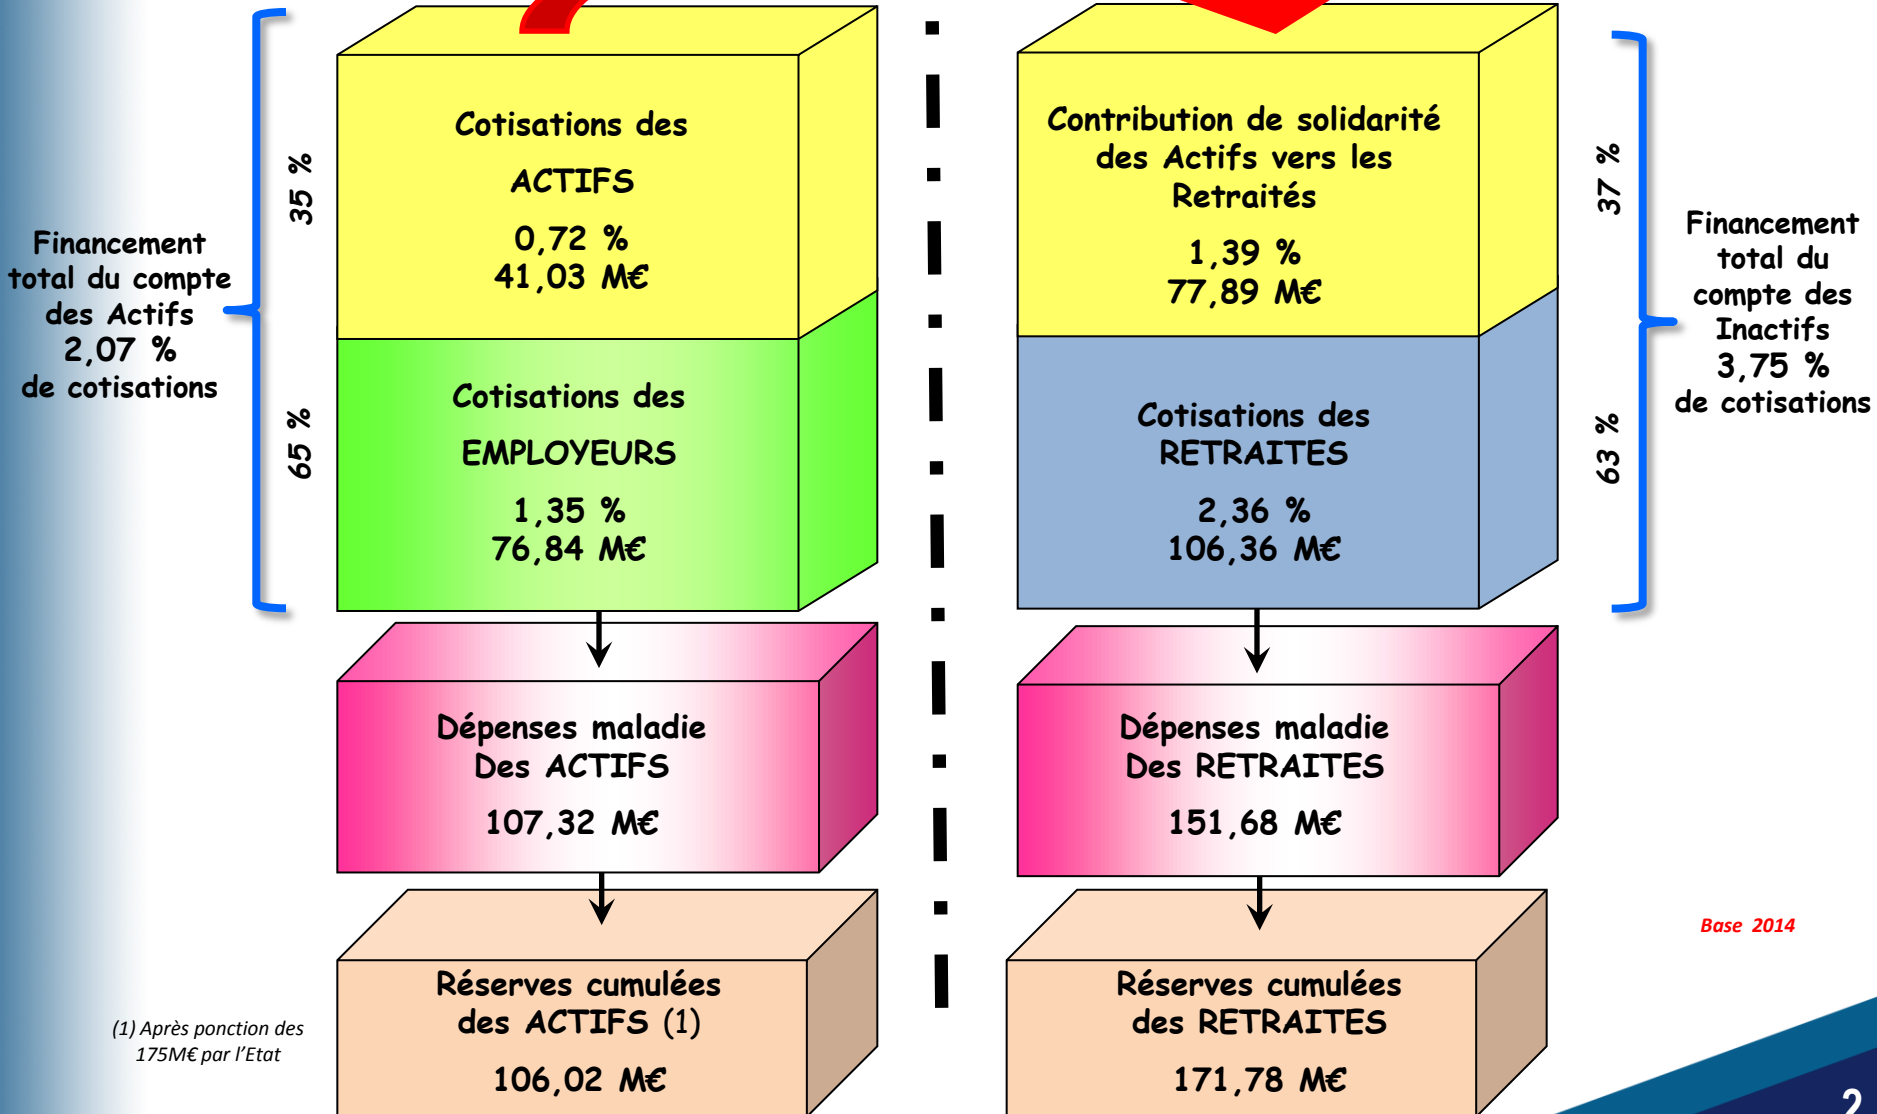 Financement
total du compte
des Actifs
2,07 %
de cotisations
35 %
65 %
Cotisations des
ACTIFS
0,72 %
41,03 M€
Cotisations des
EMPLOYEURS
1,35 %
76,84 M€
Dépenses maladie
Des ACTIFS
107,32 M€
Réserves cumulées
des ACTIFS (1)
106,02 M€
(1) Après ponction des
175M€ par l'Etat
Contribution de solidarité
des Actifs vers les
Retraités
1,39 %
77,89 M€
Cotisations des
RETRAITES
2,36 %
106,36 M€
Dépenses maladie
Des RETRAITES
151,68 M€
Réserves cumulées
des RETRAITES
171,78 M€
37 %
63 %
Financement
total du
compte des
Inactifs
3,75 %
de cotisations
Base 2014
2